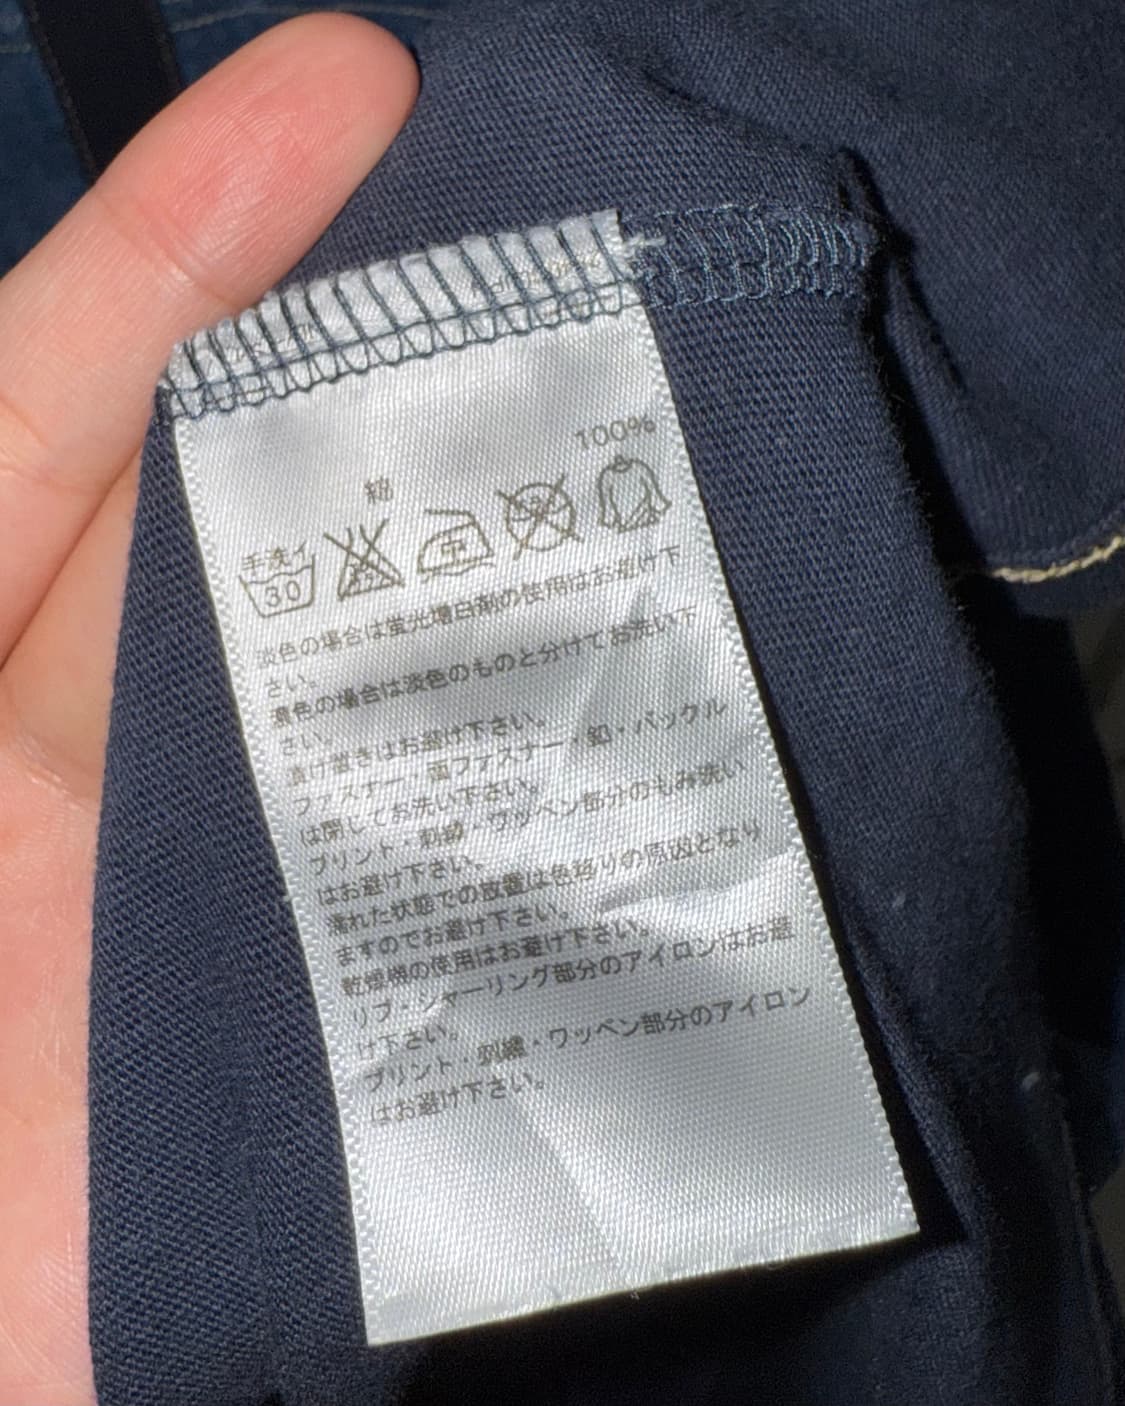 綿 100%
手洗イ
30
中
淡色の場合は蛍光増白剤の使用はお避け下
さい。
濃色の場合は淡色のものと分けてお洗い下
さい。
漬け置きはお避け下さい。
ファスナー・面ファスナー・釦・バックル
は閉じてお洗い下さい。
プリント・刺繍・ワッペン部分のもみ洗い
はお避け下さい。
濡れた状態での放置は色移りの原因となり
ますのでお避け下さい。
乾燥機の使用はお避け下さい。
リブ・シャーリング部分のアイロンはお避
け下さい。
プリント・刺繍・ワッペン部分のアイロン
はお避け下さい。